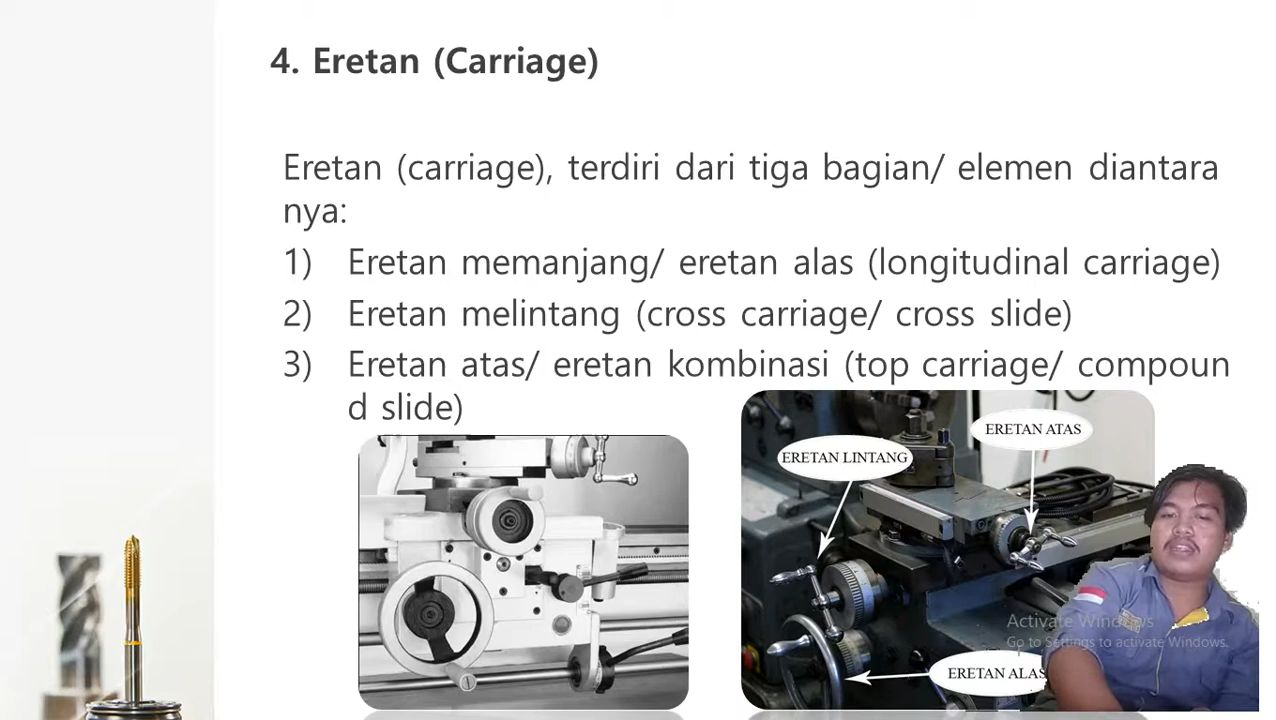 4. Eretan (Carriage)
Eretan (carriage), terdiri dari tiga bagian/ elemen diantara
nya:
1) Eretan memanjang/ eretan alas (longitudinal carriage)
2) Eretan melintang (cross carriage/ cross slide)
3) Eretan atas/ eretan kombinasi (top carriage/ compoun
d slide)
ERETAN ATAS
ERETAN LINTANG
ERETAN ALAS
Activate Windows
Go to Settings to activate Windows.